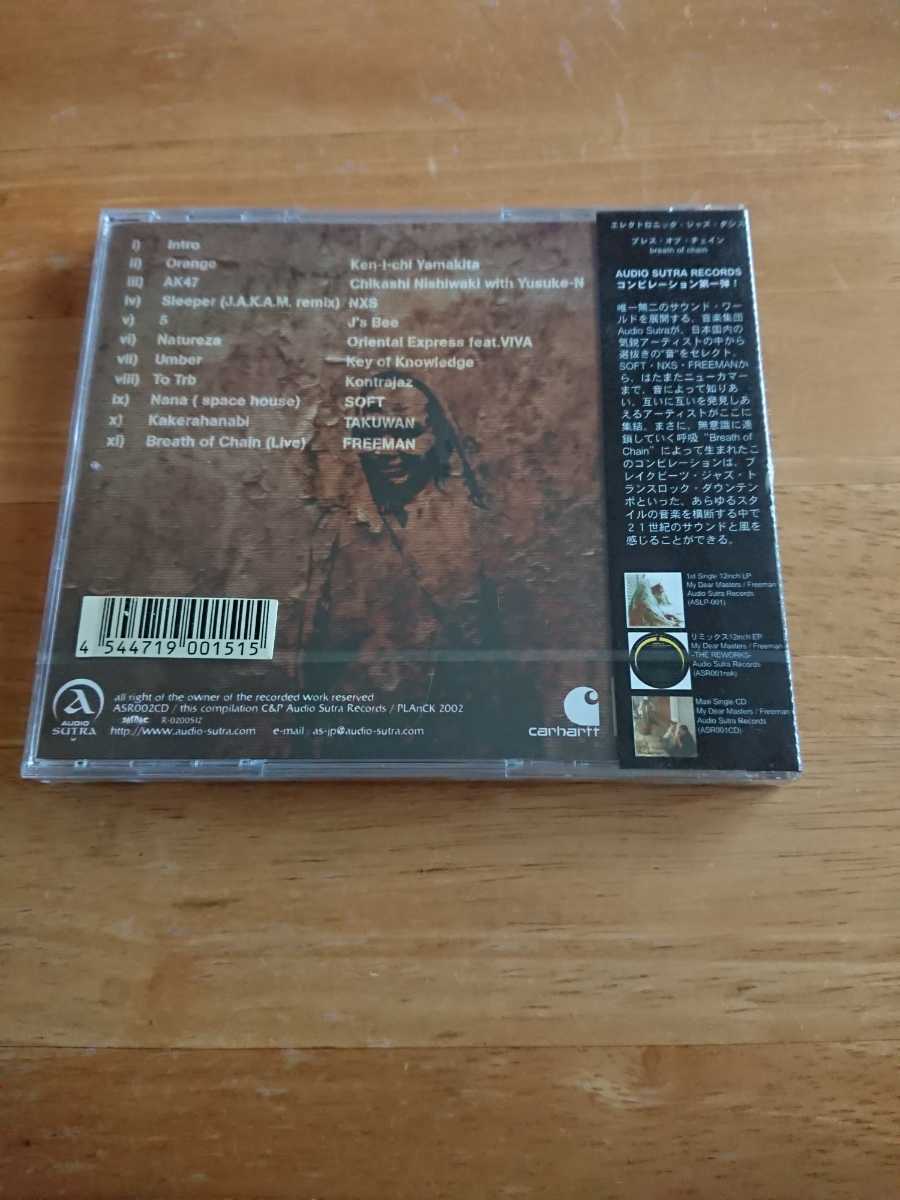 i) Intro
ii) Orange Ken-I-chi Yamakita
iii) AK47 Chikashi Nishiwaki with Yusuke-N
iv) Sleeper (J.A.K.A.M. remix) NXS
v) 5 J's Bee
vi) Natureza Oriental Express feat.VIVA
vii) Umber Key of Knowledge
viii) To Trb Kontrajaz
ix) Nana ( space house) SOFT
x) Kakerahanabi TAKUWAN
xi) Breath of Chain (Live) FREEMAN
4 544719 001515
AUDIO
SUTRA
all right of the owner of the recorded work reserved
ASR002CD / this compilation C&P Audio Sutra Records / PLAnCK 2002
R-0200512
http://www.audio-sutra.com e-mail : as-jp@audio-sutra.com
carhartt
エレクトロニック・ジャズ・ダンス
ブレス・オブ・チェイン
breath of chain
AUDIO SUTRA RECORDS
コンピレーション第一弾！
唯一無二のサウンド・ワー
ルドを展開する、音楽集団
Audio Sutraが、日本国内の
気鋭アーティストの中から
選抜きの"音"をセレクト。
SOFT・NXS・FREEMANか
ら、はたまたニューカマー
まで、音によって知りあ
い、互いに互いを発見しあ
えるアーティストがここに
集結。まさに、無意識に連
鎖していく呼吸 "Breath of
Chain" によって生まれたこ
のコンピレーションは、ブ
レイクビーツ・ジャズ・ト
ランスロック・ダウンテン
ポといった、あらゆるスタ
イルの音楽を横断する中で
２１世紀のサウンドと風を
感じることができる。
1st Single 12inch LP
My Dear Masters / Freeman
Audio Sutra Records
(ASLP-001)
リミックス12inch EP
My Dear Masters / Freeman
-THE REWORKS-
Audio Sutra Records
(ASR001rmk)
Maxi Single CD
My Dear Masters / Freeman
Audio Sutra Records
(ASR001CD)